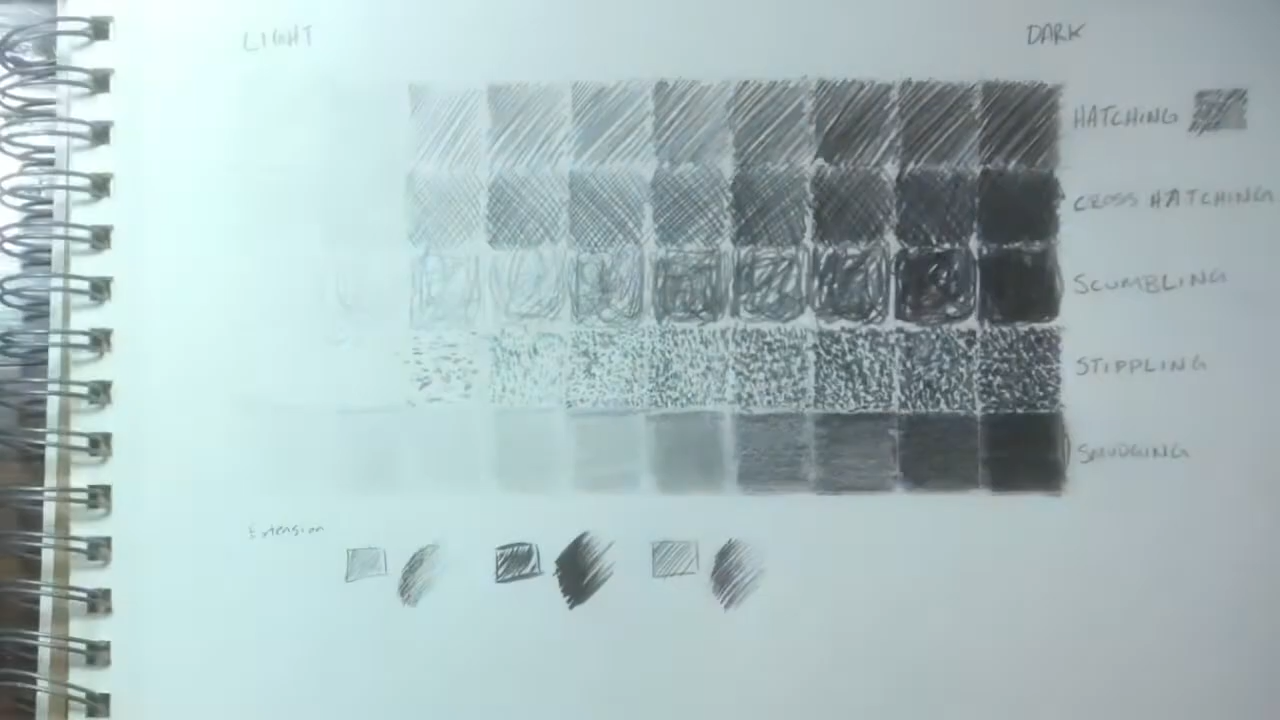 LIGHT
DARK
HATCHING
CROSS HATCHING
SCUMBLING
STIPPLING
SMUDGING
Extension